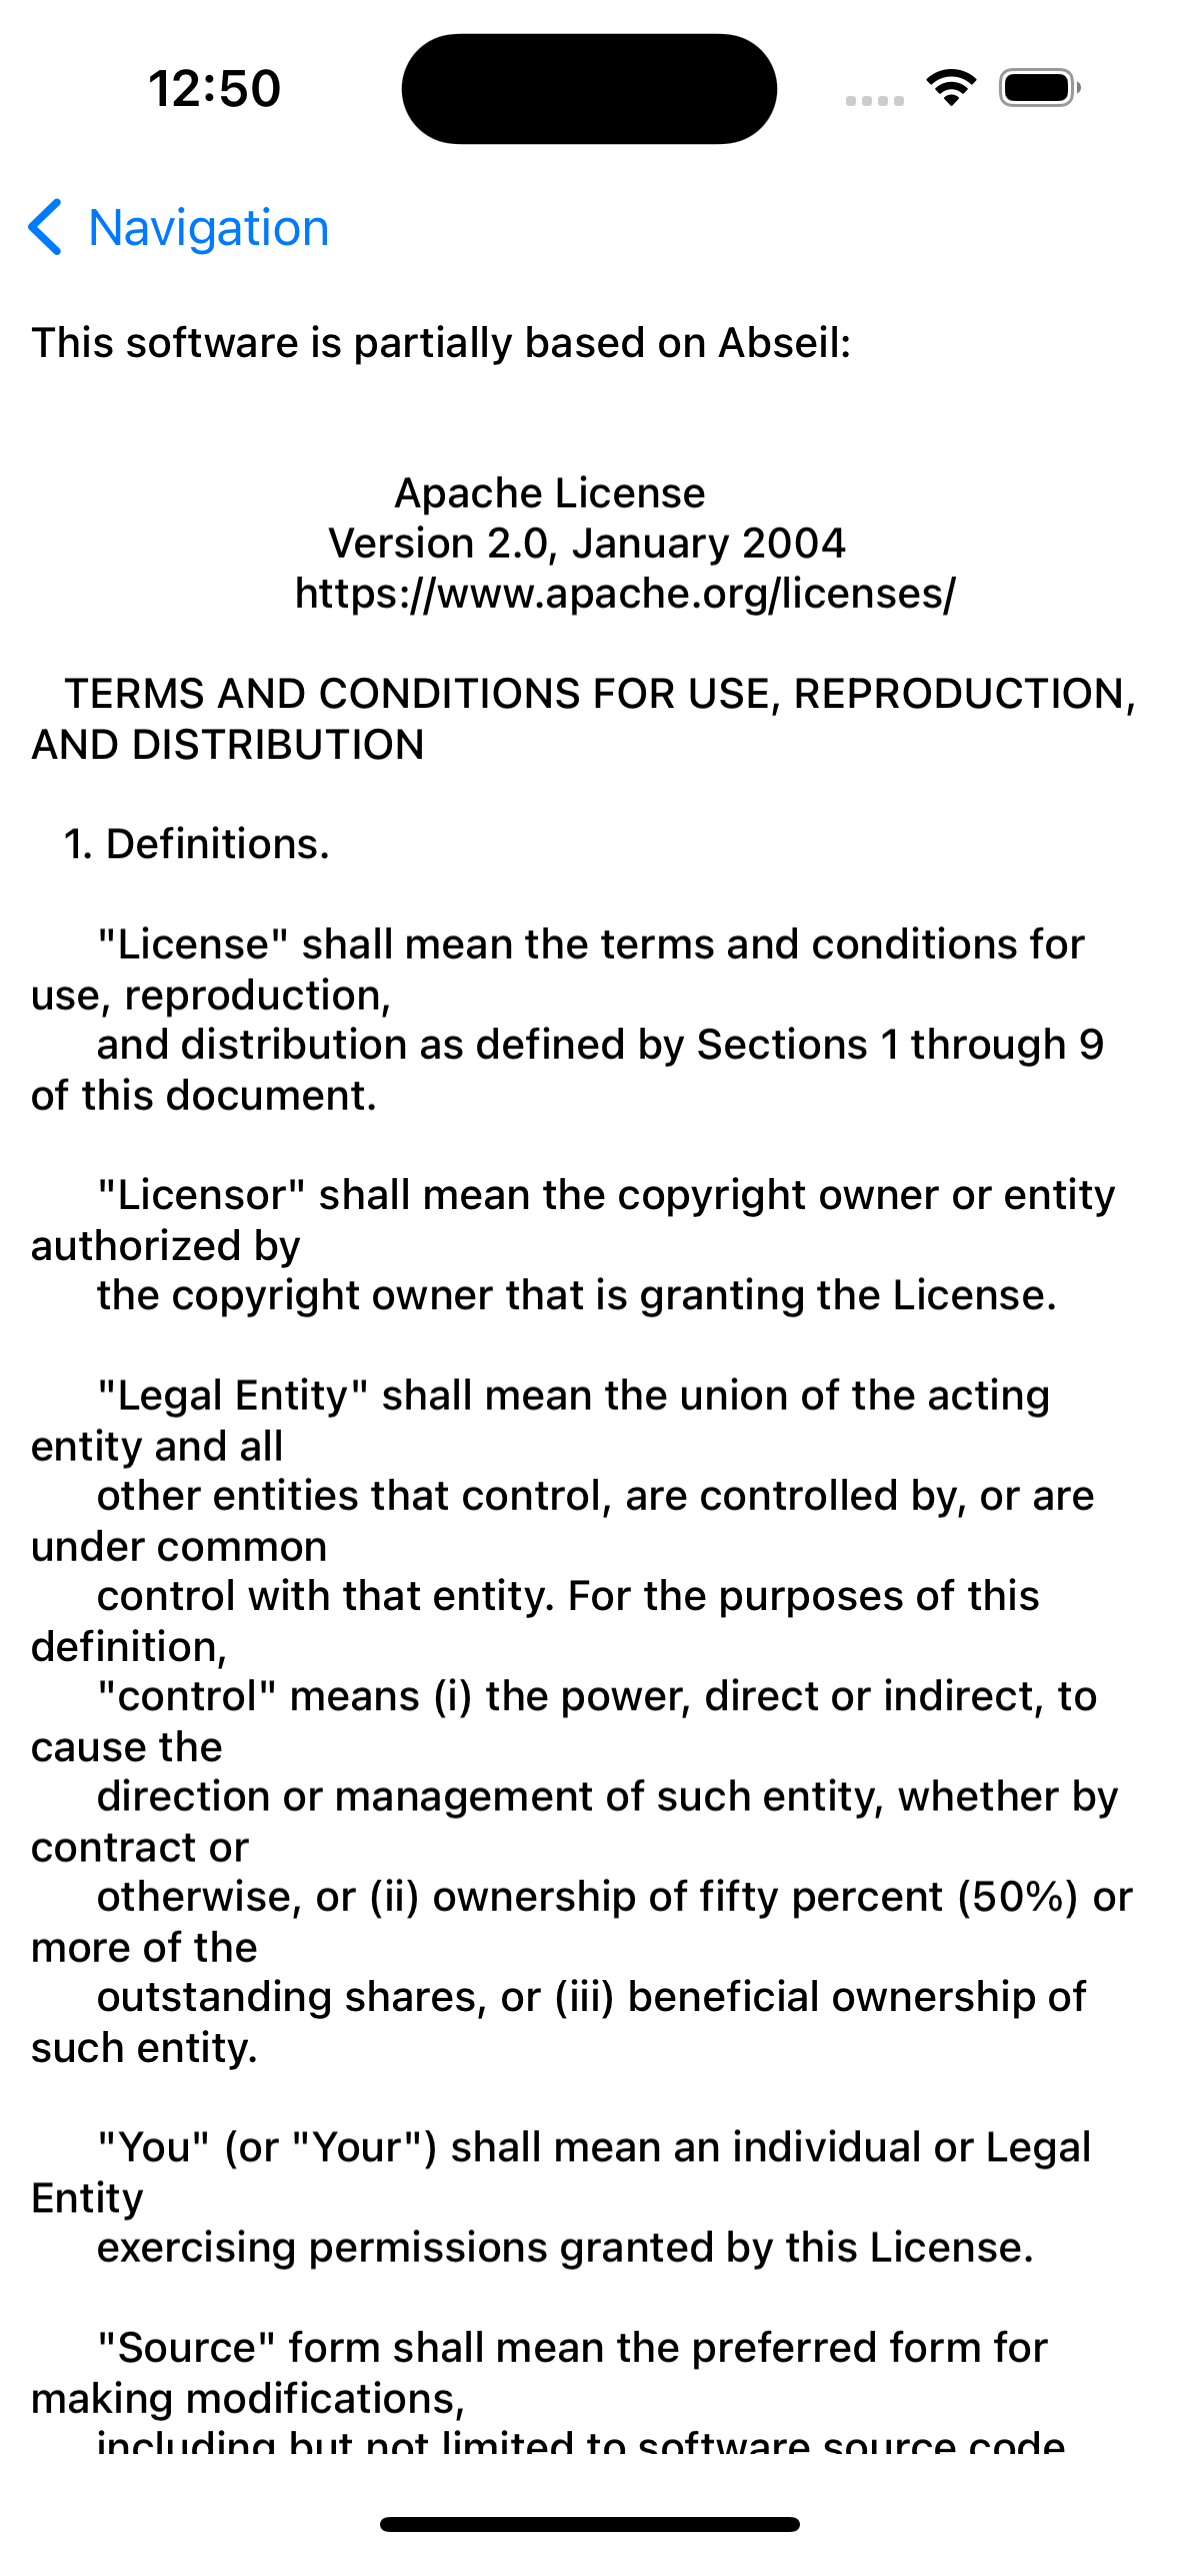 12:50
Navigation
This software is partially based on Abseil:
Apache License
Version 2.0, January 2004
https://www.apache.org/licenses/
TERMS AND CONDITIONS FOR USE, REPRODUCTION,
AND DISTRIBUTION
1. Definitions.
"License" shall mean the terms and conditions for
use, reproduction,
and distribution as defined by Sections 1 through 9
of this document.
"Licensor" shall mean the copyright owner or entity
authorized by
the copyright owner that is granting the License.
"Legal Entity" shall mean the union of the acting
entity and all
other entities that control, are controlled by, or are
under common
control with that entity. For the purposes of this
definition,
"control" means (i) the power, direct or indirect, to
cause the
direction or management of such entity, whether by
contract or
otherwise, or (ii) ownership of fifty percent (50%) or
more of the
outstanding shares, or (iii) beneficial ownership of
such entity.
"You" (or "Your") shall mean an individual or Legal
Entity
exercising permissions granted by this License.
"Source" form shall mean the preferred form for
making modifications,
including but not limited to software source code